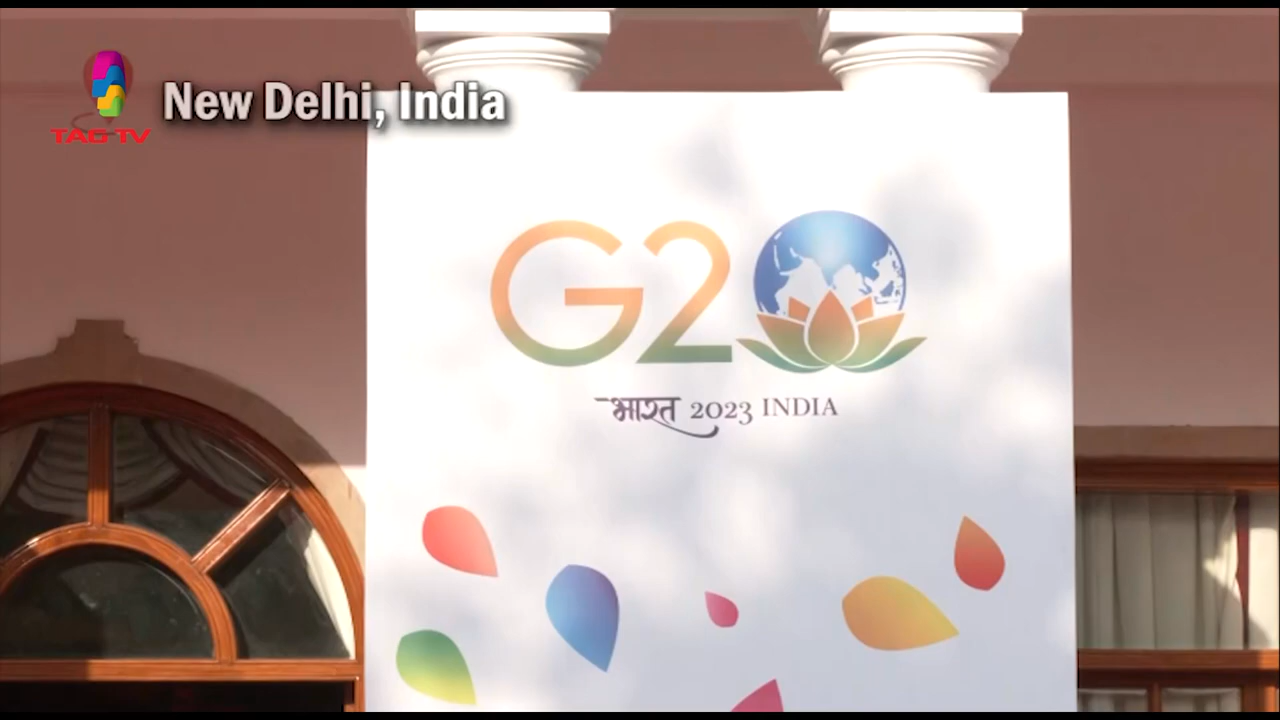 TAG TV
New Delhi, India
G20
भारत 2023 INDIA